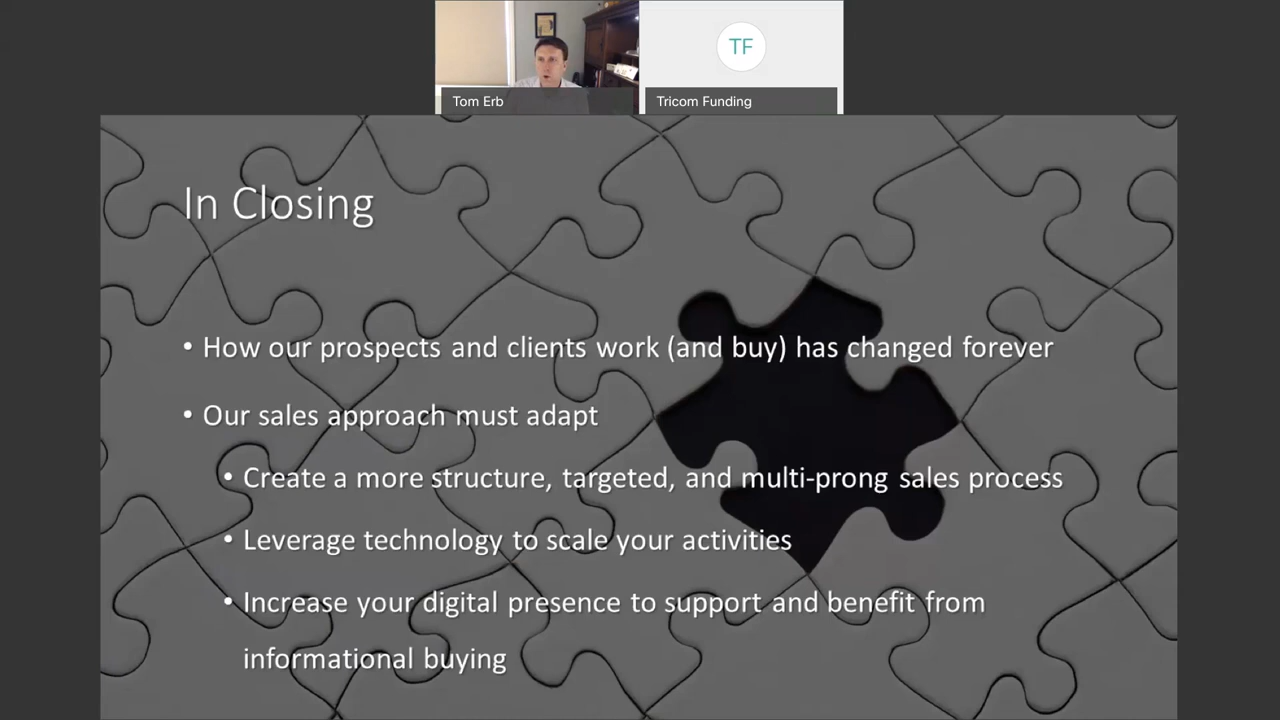 TF
Tom Erb
Tricom Funding
In Closing
• How our prospects and clients work (and buy) has changed forever
• Our sales approach must adapt
• Create a more structure, targeted, and multi-prong sales process
• Leverage technology to scale your activities
• Increase your digital presence to support and benefit from
informational buying